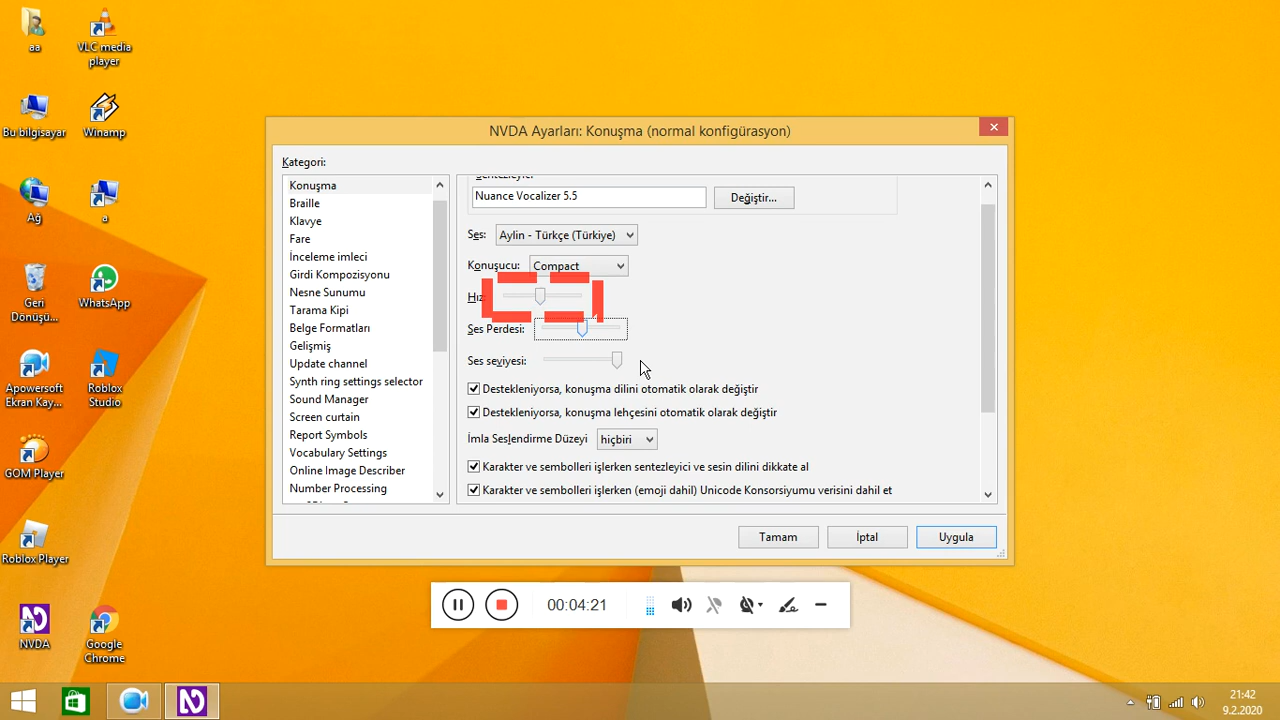 aa
VLC media
player
Bu bilgisayar
Winamp
Ağ
a
Geri
Dönüşü...
WhatsApp
Apowersoft
Ekran Kay...
Roblox
Studio
GOM Player
Roblox Player
NVDA
Google
Chrome
NVDA Ayarları: Konuşma (normal konfigürasyon)
Kategori:
Konuşma
Braille
Klavye
Fare
İnceleme imleci
Girdi Kompozisyonu
Nesne Sunumu
Tarama Kipi
Belge Formatları
Gelişmiş
Update channel
Synth ring settings selector
Sound Manager
Screen curtain
Report Symbols
Vocabulary Settings
Online Image Describer
Number Processing
Nuance Vocalizer 5.5
Değiştir...
Ses: Aylin - Türkçe (Türkiye)
Konuşucu: Compact
Hız:
Ses Perdesi:
Ses seviyesi:
Destekleniyorsa, konuşma dilini otomatik olarak değiştir
Destekleniyorsa, konuşma lehçesini otomatik olarak değiştir
İmla Seslendirme Düzeyi hiçbiri
Karakter ve sembolleri işlerken sentezleyici ve sesin dilini dikkate al
Karakter ve sembolleri işlerken (emoji dahil) Unicode Konsorsiyumu verisini dahil et
Tamam İptal Uygula
00:04:21
21:42
9.2.2020